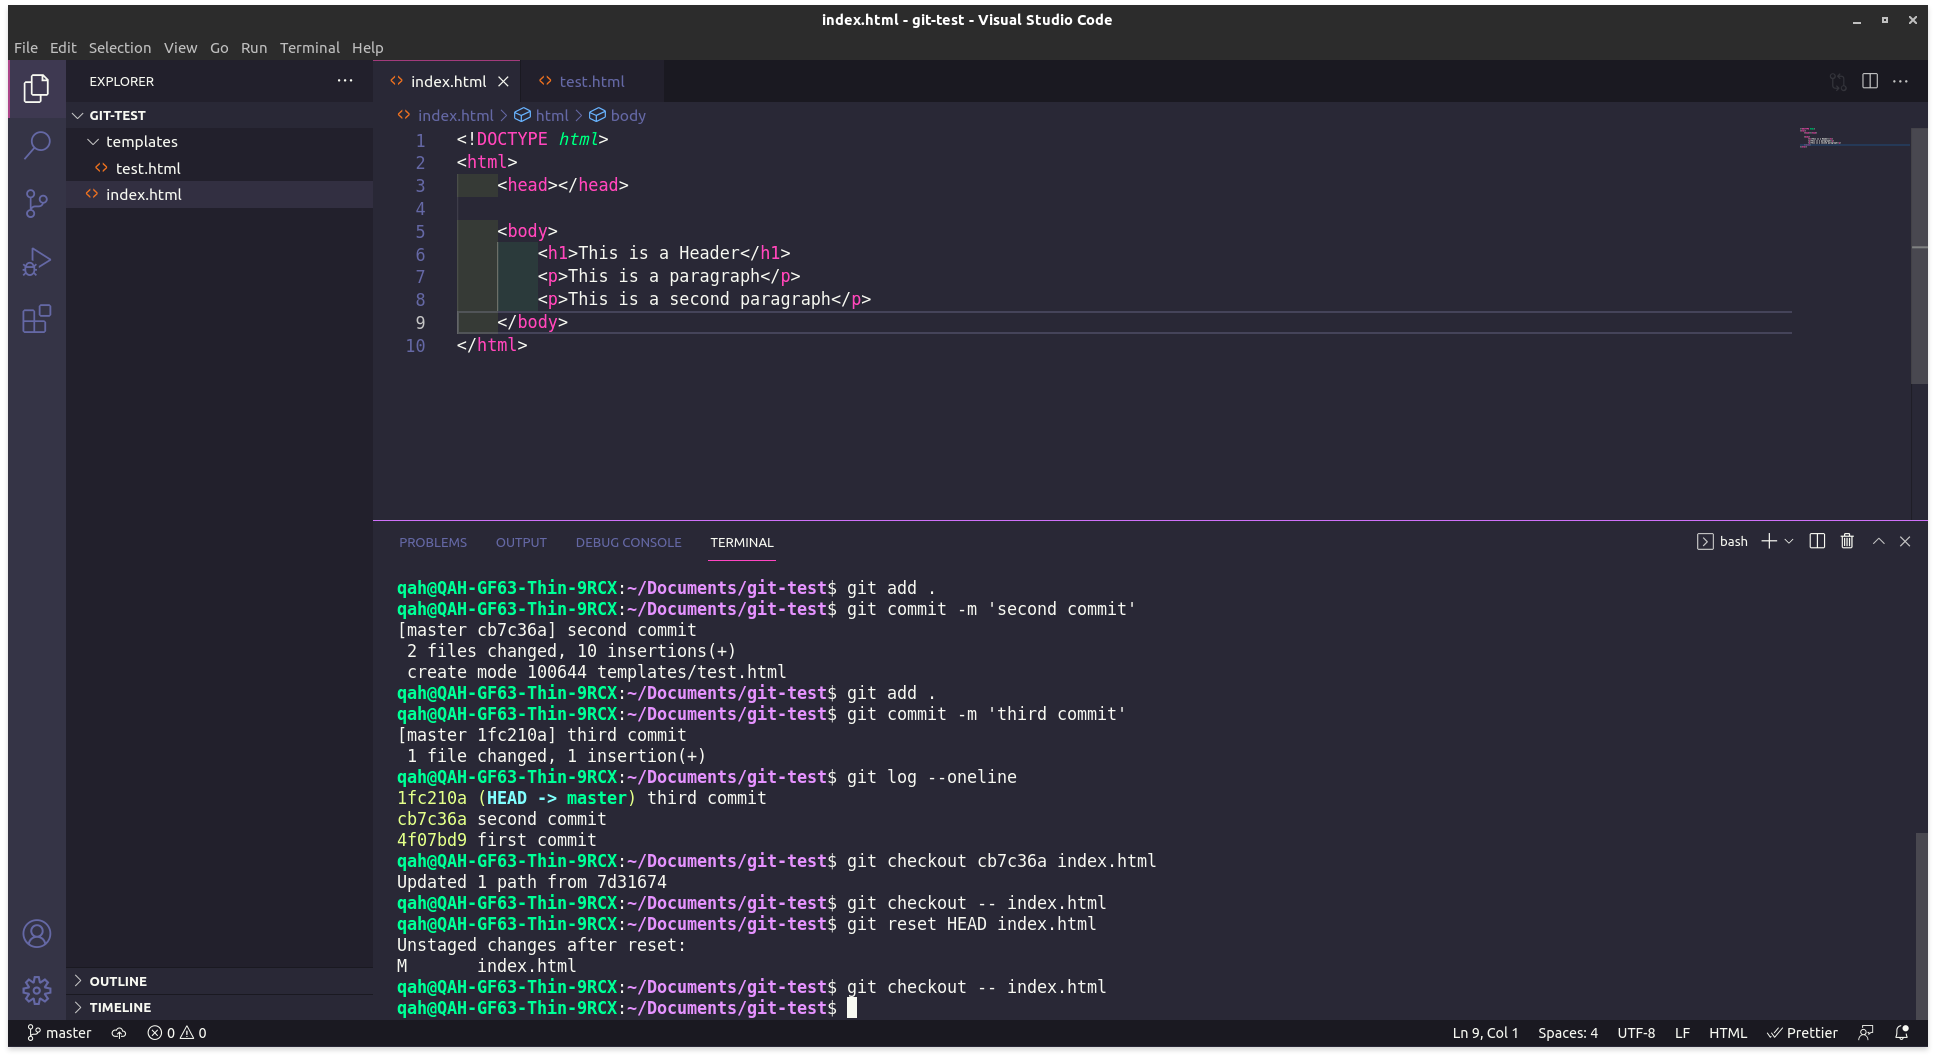 index.html - git-test - Visual Studio Code
File Edit Selection View Go Run Terminal Help
EXPLORER
GIT-TEST
templates
test.html
index.html
OUTLINE
TIMELINE
index.html test.html
index.html > html > body
1 <!DOCTYPE html>
2 <html>
3     <head></head>
4
5     <body>
6         <h1>This is a Header</h1>
7         <p>This is a paragraph</p>
8         <p>This is a second paragraph</p>
9     </body>
10 </html>
PROBLEMS OUTPUT DEBUG CONSOLE TERMINAL
bash
qah@QAH-GF63-Thin-9RCX:~/Documents/git-test$ git add .
qah@QAH-GF63-Thin-9RCX:~/Documents/git-test$ git commit -m 'second commit'
[master cb7c36a] second commit
 2 files changed, 10 insertions(+)
 create mode 100644 templates/test.html
qah@QAH-GF63-Thin-9RCX:~/Documents/git-test$ git add .
qah@QAH-GF63-Thin-9RCX:~/Documents/git-test$ git commit -m 'third commit'
[master 1fc210a] third commit
 1 file changed, 1 insertion(+)
qah@QAH-GF63-Thin-9RCX:~/Documents/git-test$ git log --oneline
1fc210a (HEAD -> master) third commit
cb7c36a second commit
4f07bd9 first commit
qah@QAH-GF63-Thin-9RCX:~/Documents/git-test$ git checkout cb7c36a index.html
Updated 1 path from 7d31674
qah@QAH-GF63-Thin-9RCX:~/Documents/git-test$ git checkout -- index.html
qah@QAH-GF63-Thin-9RCX:~/Documents/git-test$ git reset HEAD index.html
Unstaged changes after reset:
M       index.html
qah@QAH-GF63-Thin-9RCX:~/Documents/git-test$ git checkout -- index.html
qah@QAH-GF63-Thin-9RCX:~/Documents/git-test$
master 0 0 Ln 9, Col 1 Spaces: 4 UTF-8 LF HTML Prettier